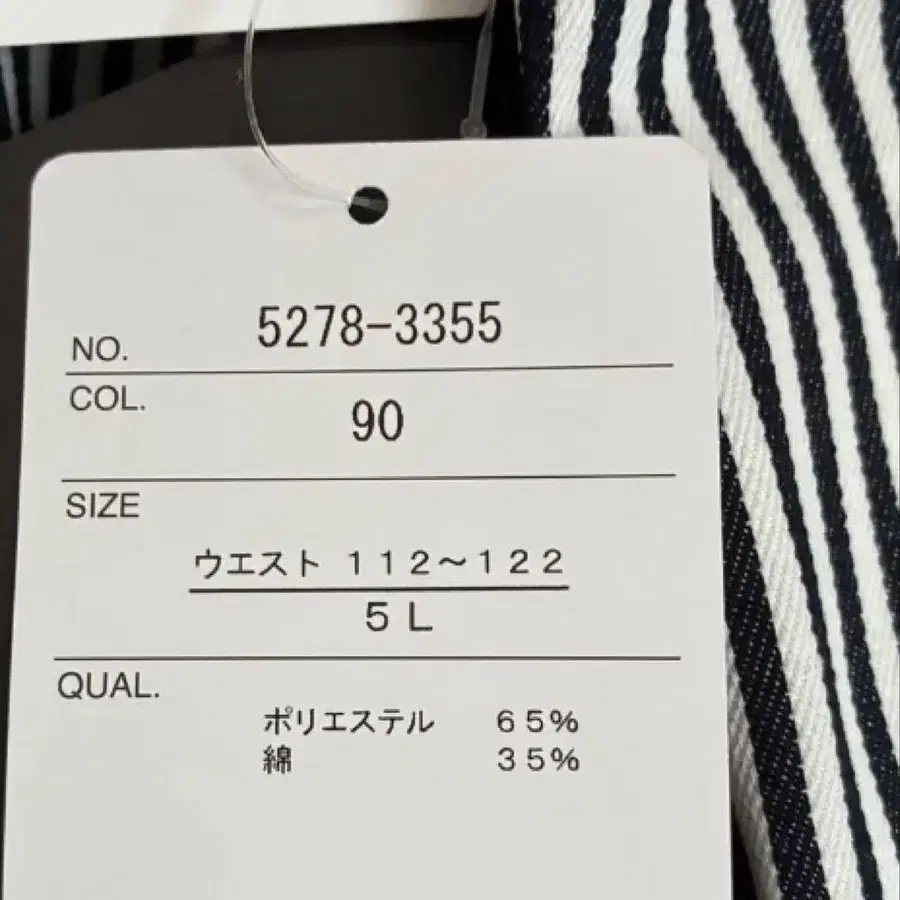 NO. 5278-3355
COL. 90
SIZE
ウエスト 112〜122
5L
QUAL.
ポリエステル 65%
綿 35%